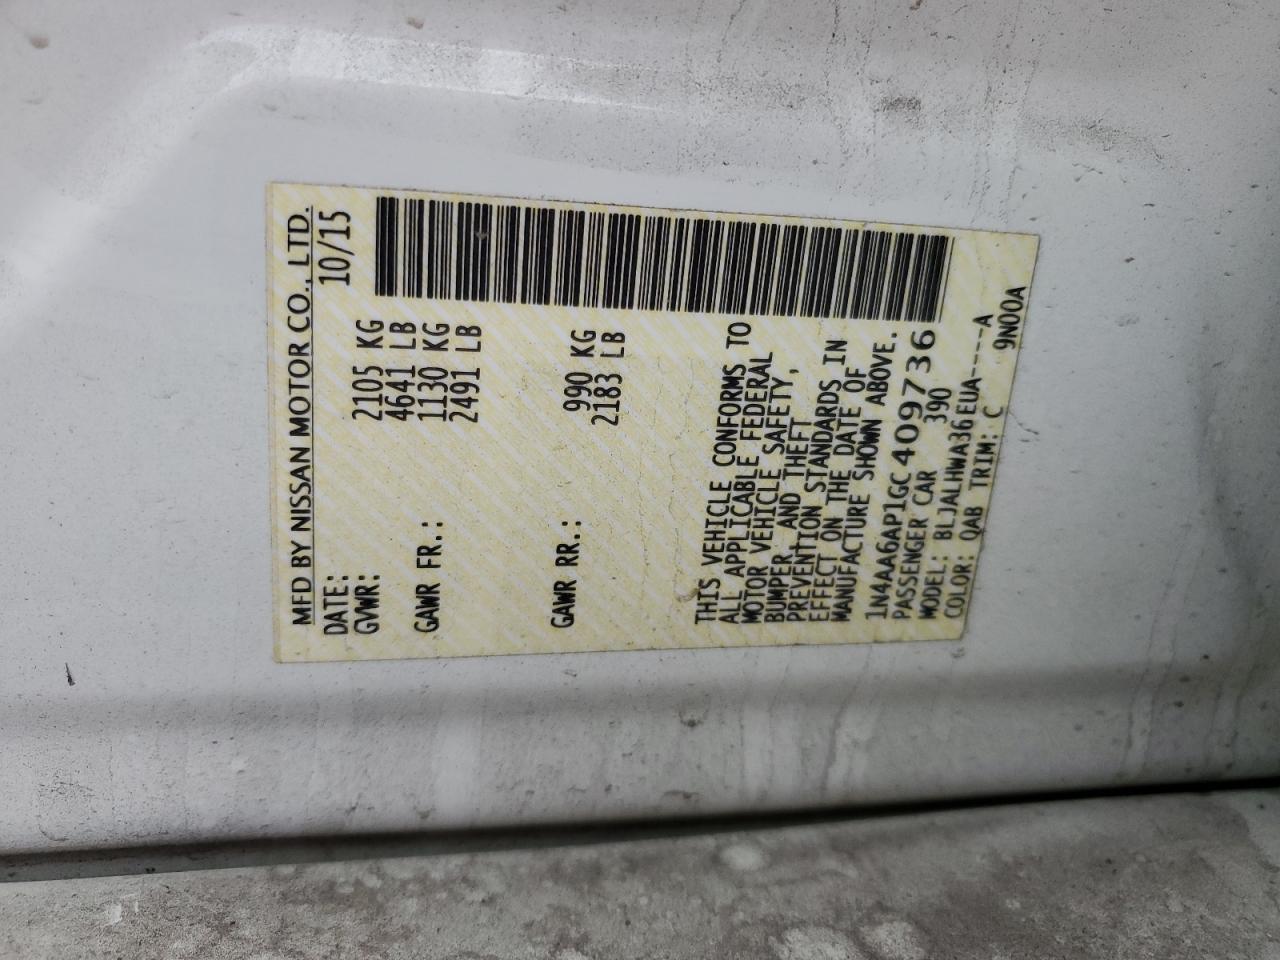 MFD BY NISSAN MOTOR CO., LTD.
DATE: 10/15
GVWR: 2105 KG
4641 LB
GAWR FR.: 1130 KG
2491 LB
GAWR RR.: 990 KG
2183 LB
THIS VEHICLE CONFORMS TO
ALL APPLICABLE FEDERAL
MOTOR VEHICLE SAFETY,
BUMPER, AND THEFT
PREVENTION STANDARDS IN
EFFECT ON THE DATE OF
MANUFACTURE SHOWN ABOVE.
1N4AA6AP1GC409736
PASSENGER CAR 390
MODEL: BLJALHWA36EUA-----A
COLOR: QAB TRIM: C 9N00A